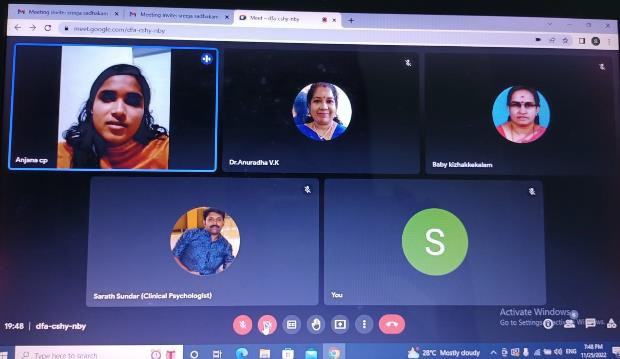 Meeting invite: sreeja sadhakam
Meeting invite: sreeja sadhakam
Meet – dfa-cshy-nby
meet.google.com/dfa-cshy-nby
Anjana cp
Dr.Anuradha V.K
Baby kizhakkekalam
Sarath Sundar (Clinical Psychologist)
S
You
Activate Windows
Go to Settings to activate Windows.
19:48 | dfa-cshy-nby
Type here to search
28°C Mostly cloudy
ENG
7:48 PM
11/25/2022